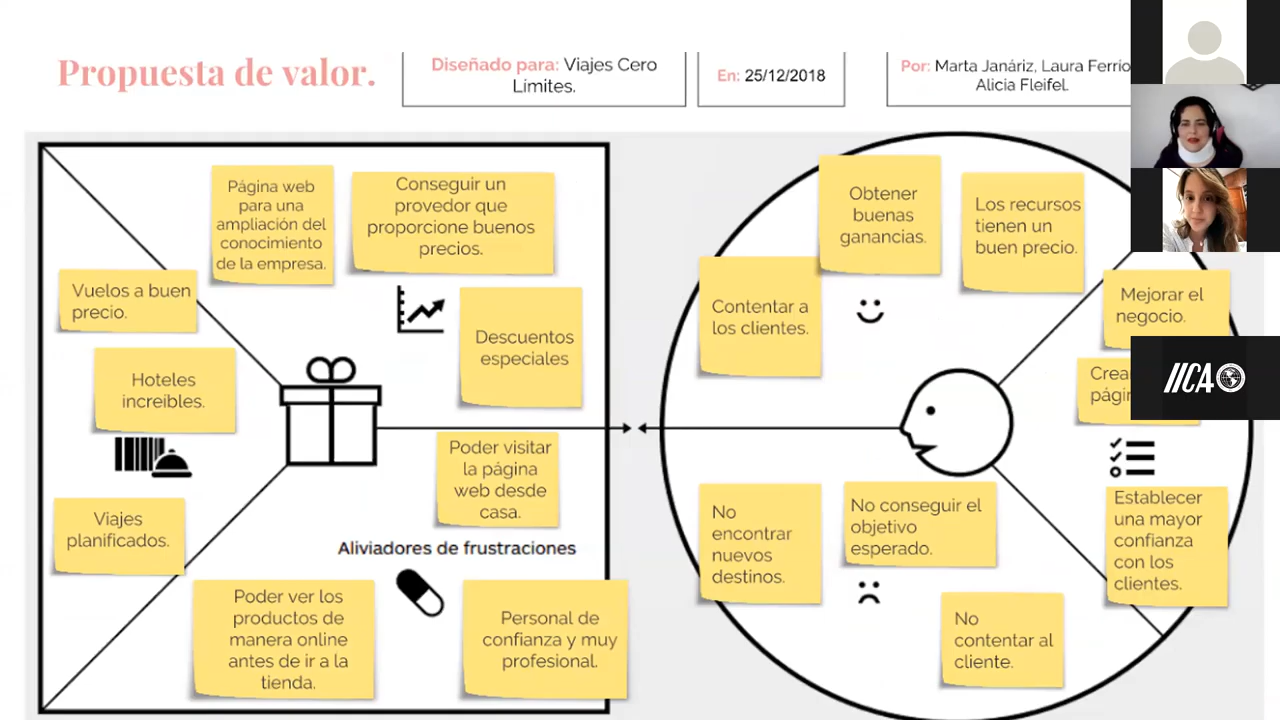 Propuesta de valor.
Diseñado para: Viajes Cero
Límites.
En: 25/12/2018
Por: Marta Janáriz, Laura Ferrio
Alicia Fleifel.
Página web
para una
ampliación del
conocimiento
de la empresa.
Conseguir un
provedor que
proporcione buenos
precios.
Vuelos a buen
precio.
Descuentos
especiales
Hoteles
increíbles.
Poder visitar
la página
web desde
casa.
Viajes
planificados.
Aliviadores de frustraciones
Poder ver los
productos de
manera online
antes de ir a la
tienda.
Personal de
confianza y muy
profesional.
Obtener
buenas
ganancias.
Los recursos
tienen un
buen precio.
Contentar a
los clientes.
Mejorar el
negocio.
Crear
págin
IICA
No
encontrar
nuevos
destinos.
No conseguir el
objetivo
esperado.
Establecer
una mayor
confianza
con los
clientes.
No
contentar al
cliente.